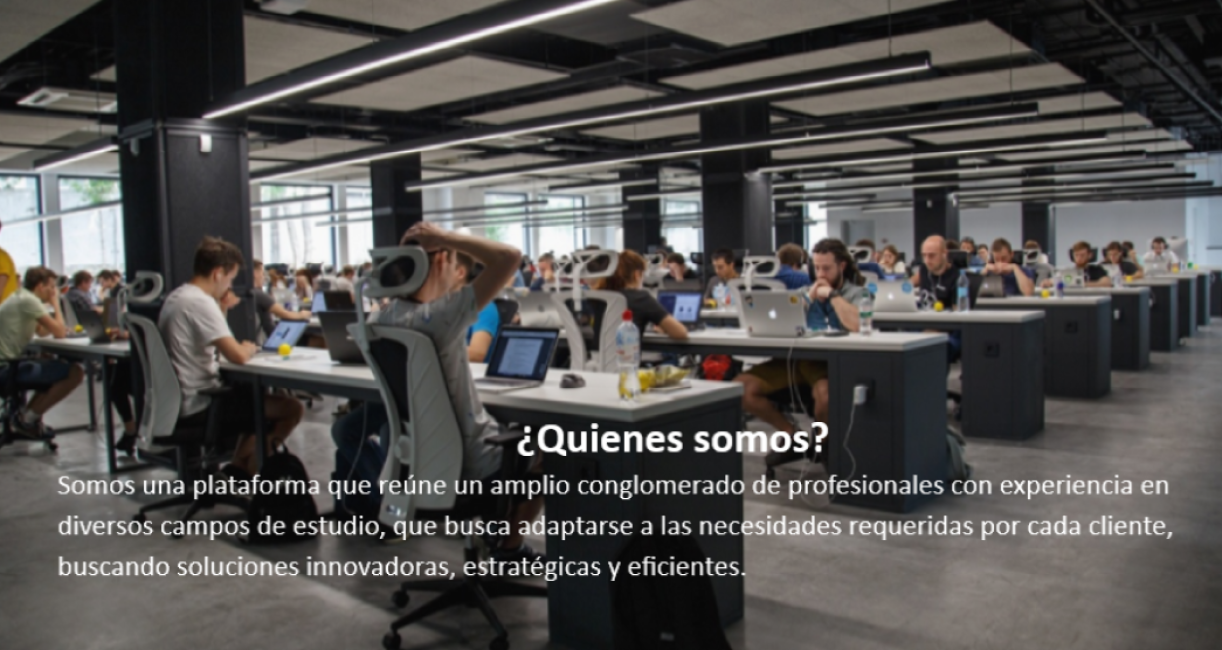 ¿Quienes somos?
Somos una plataforma que reúne un amplio conglomerado de profesionales con experiencia en
diversos campos de estudio, que busca adaptarse a las necesidades requeridas por cada cliente,
buscando soluciones innovadoras, estratégicas y eficientes.